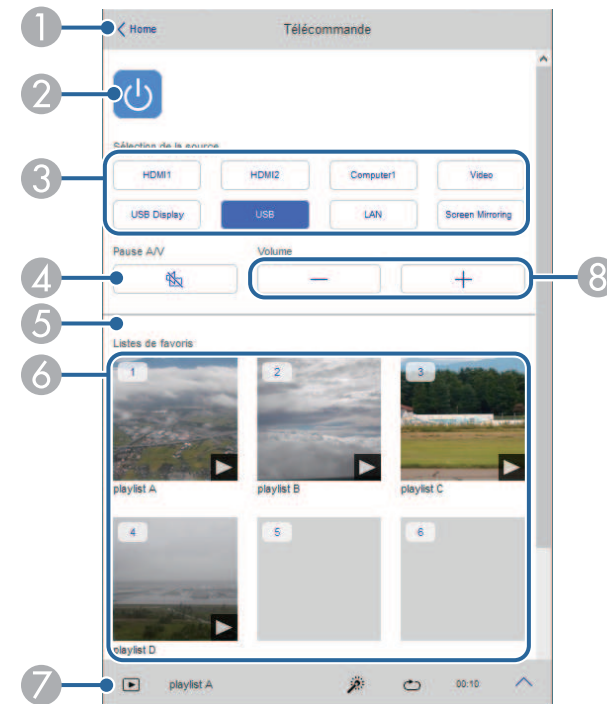 1
Home
Télécommande
2
Sélection de la source
3
HDMI1 HDMI2 Computer1 Video
USB Display USB LAN Screen Mirroring
Pause A/V Volume
4
8
5
Listes de favoris
6
1 2 3
playlist A playlist B playlist C
4 5 6
playlist D
7
playlist A 00:10